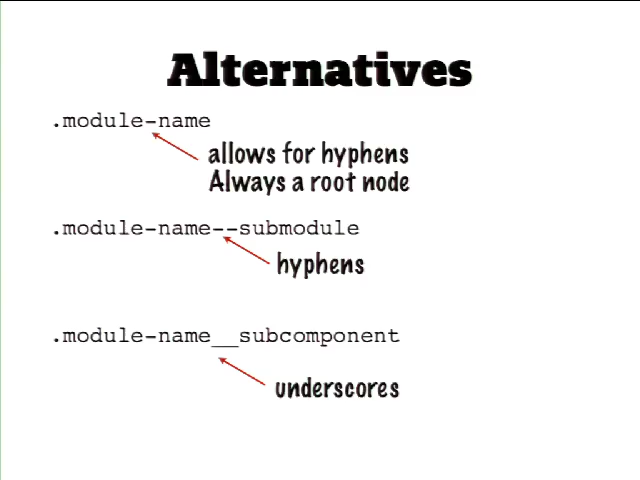 Alternatives
.module-name
allows for hyphens
Always a root node
.module-name--submodule
hyphens
.module-name__subcomponent
underscores